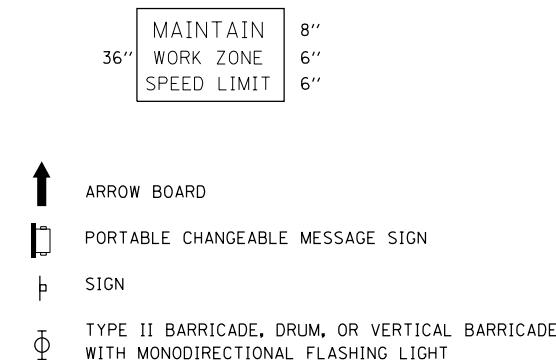 MAINTAIN 8''
36'' WORK ZONE 6''
SPEED LIMIT 6''
ARROW BOARD
PORTABLE CHANGEABLE MESSAGE SIGN
SIGN
TYPE II BARRICADE, DRUM, OR VERTICAL BARRICADE
WITH MONODIRECTIONAL FLASHING LIGHT